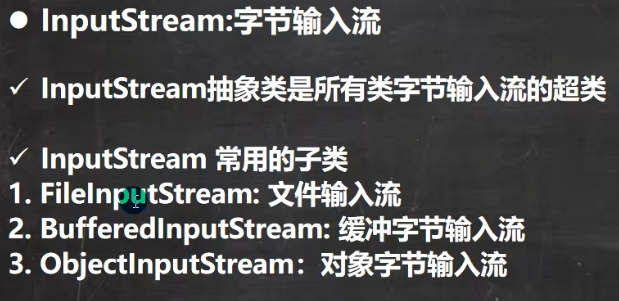 ● InputStream:字节输入流
✓ InputStream抽象类是所有类字节输入流的超类
✓ InputStream 常用的子类
1. FileInputStream: 文件输入流
2. BufferedInputStream: 缓冲字节输入流
3. ObjectInputStream：对象字节输入流